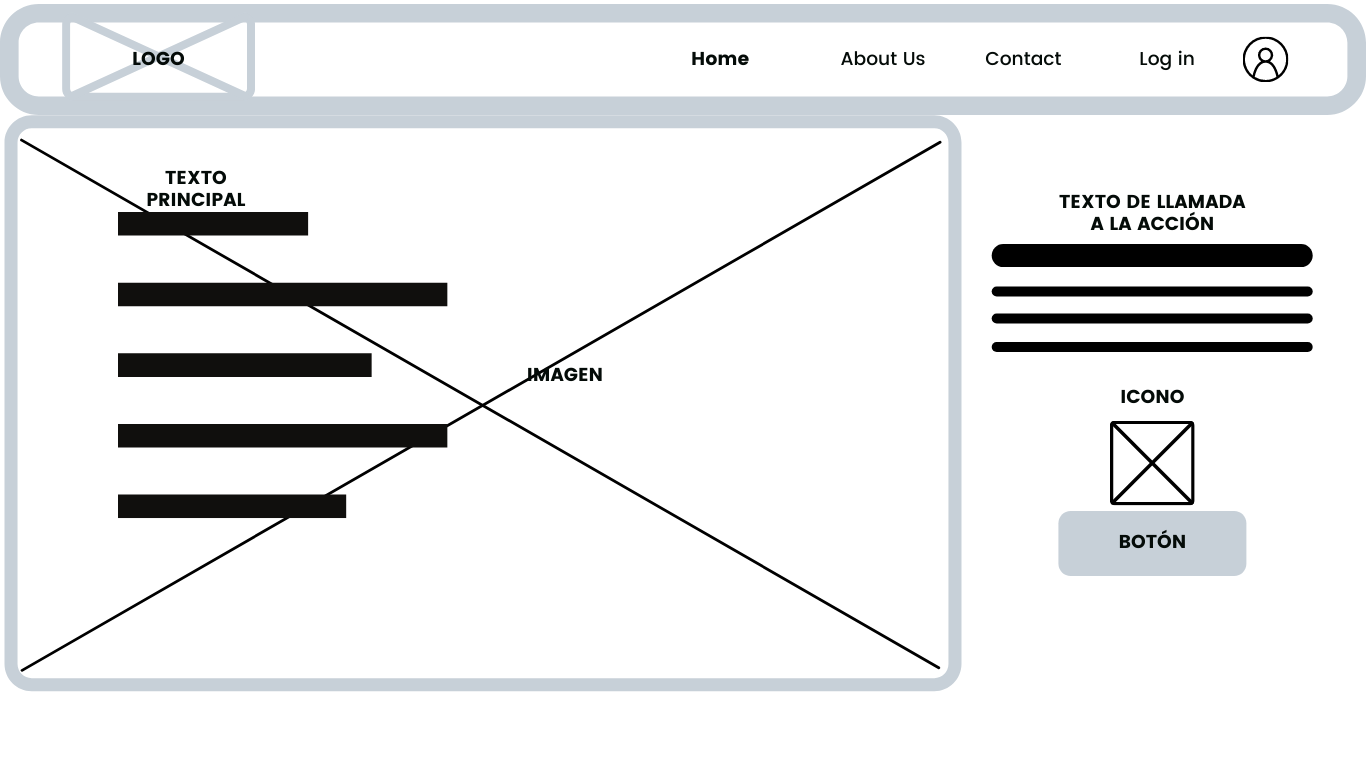 LOGO
Home
About Us
Contact
Log in
TEXTO
PRINCIPAL
IMAGEN
TEXTO DE LLAMADA
A LA ACCIÓN
ICONO
BOTÓN